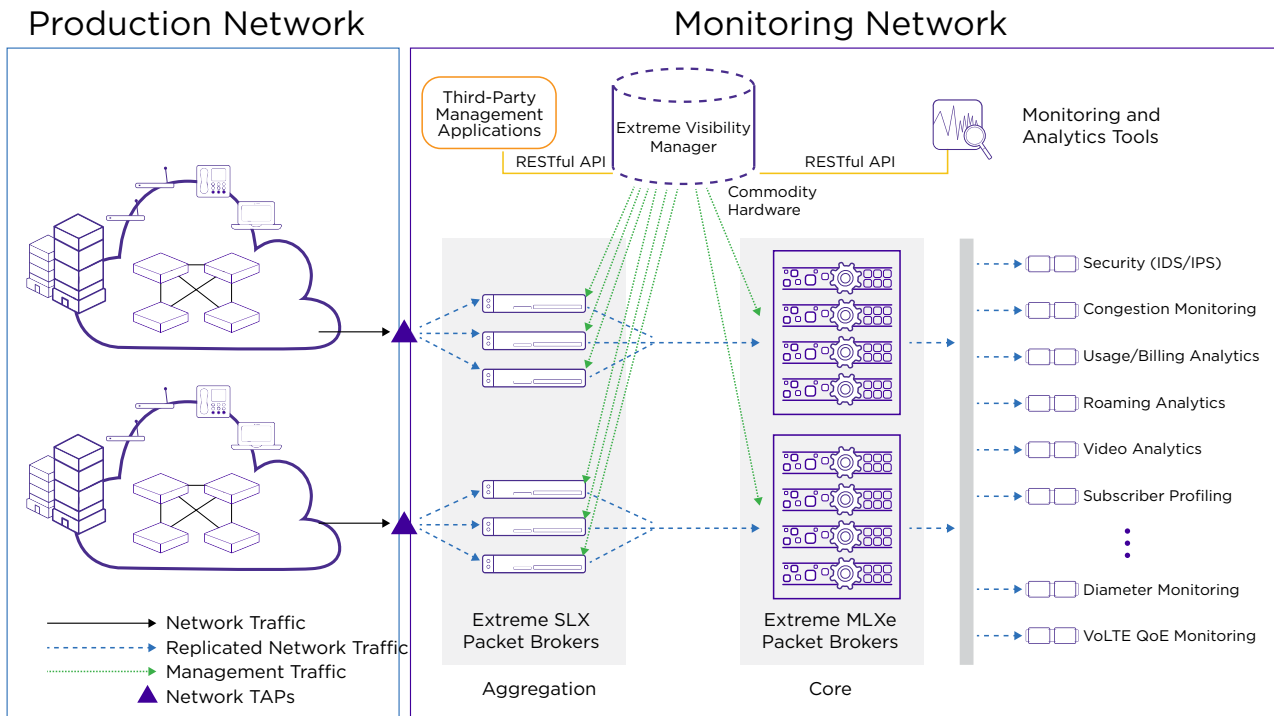 Production Network
Monitoring Network
Third-Party
Management
Applications
Extreme Visibility
Manager
Monitoring and
Analytics Tools
RESTful API
RESTful API
Commodity
Hardware
Security (IDS/IPS)
Congestion Monitoring
Usage/Billing Analytics
Roaming Analytics
Video Analytics
Subscriber Profiling
Diameter Monitoring
VoLTE QoE Monitoring
Extreme SLX
Packet Brokers
Extreme MLXe
Packet Brokers
Aggregation
Core
Network Traffic
Replicated Network Traffic
Management Traffic
Network TAPs